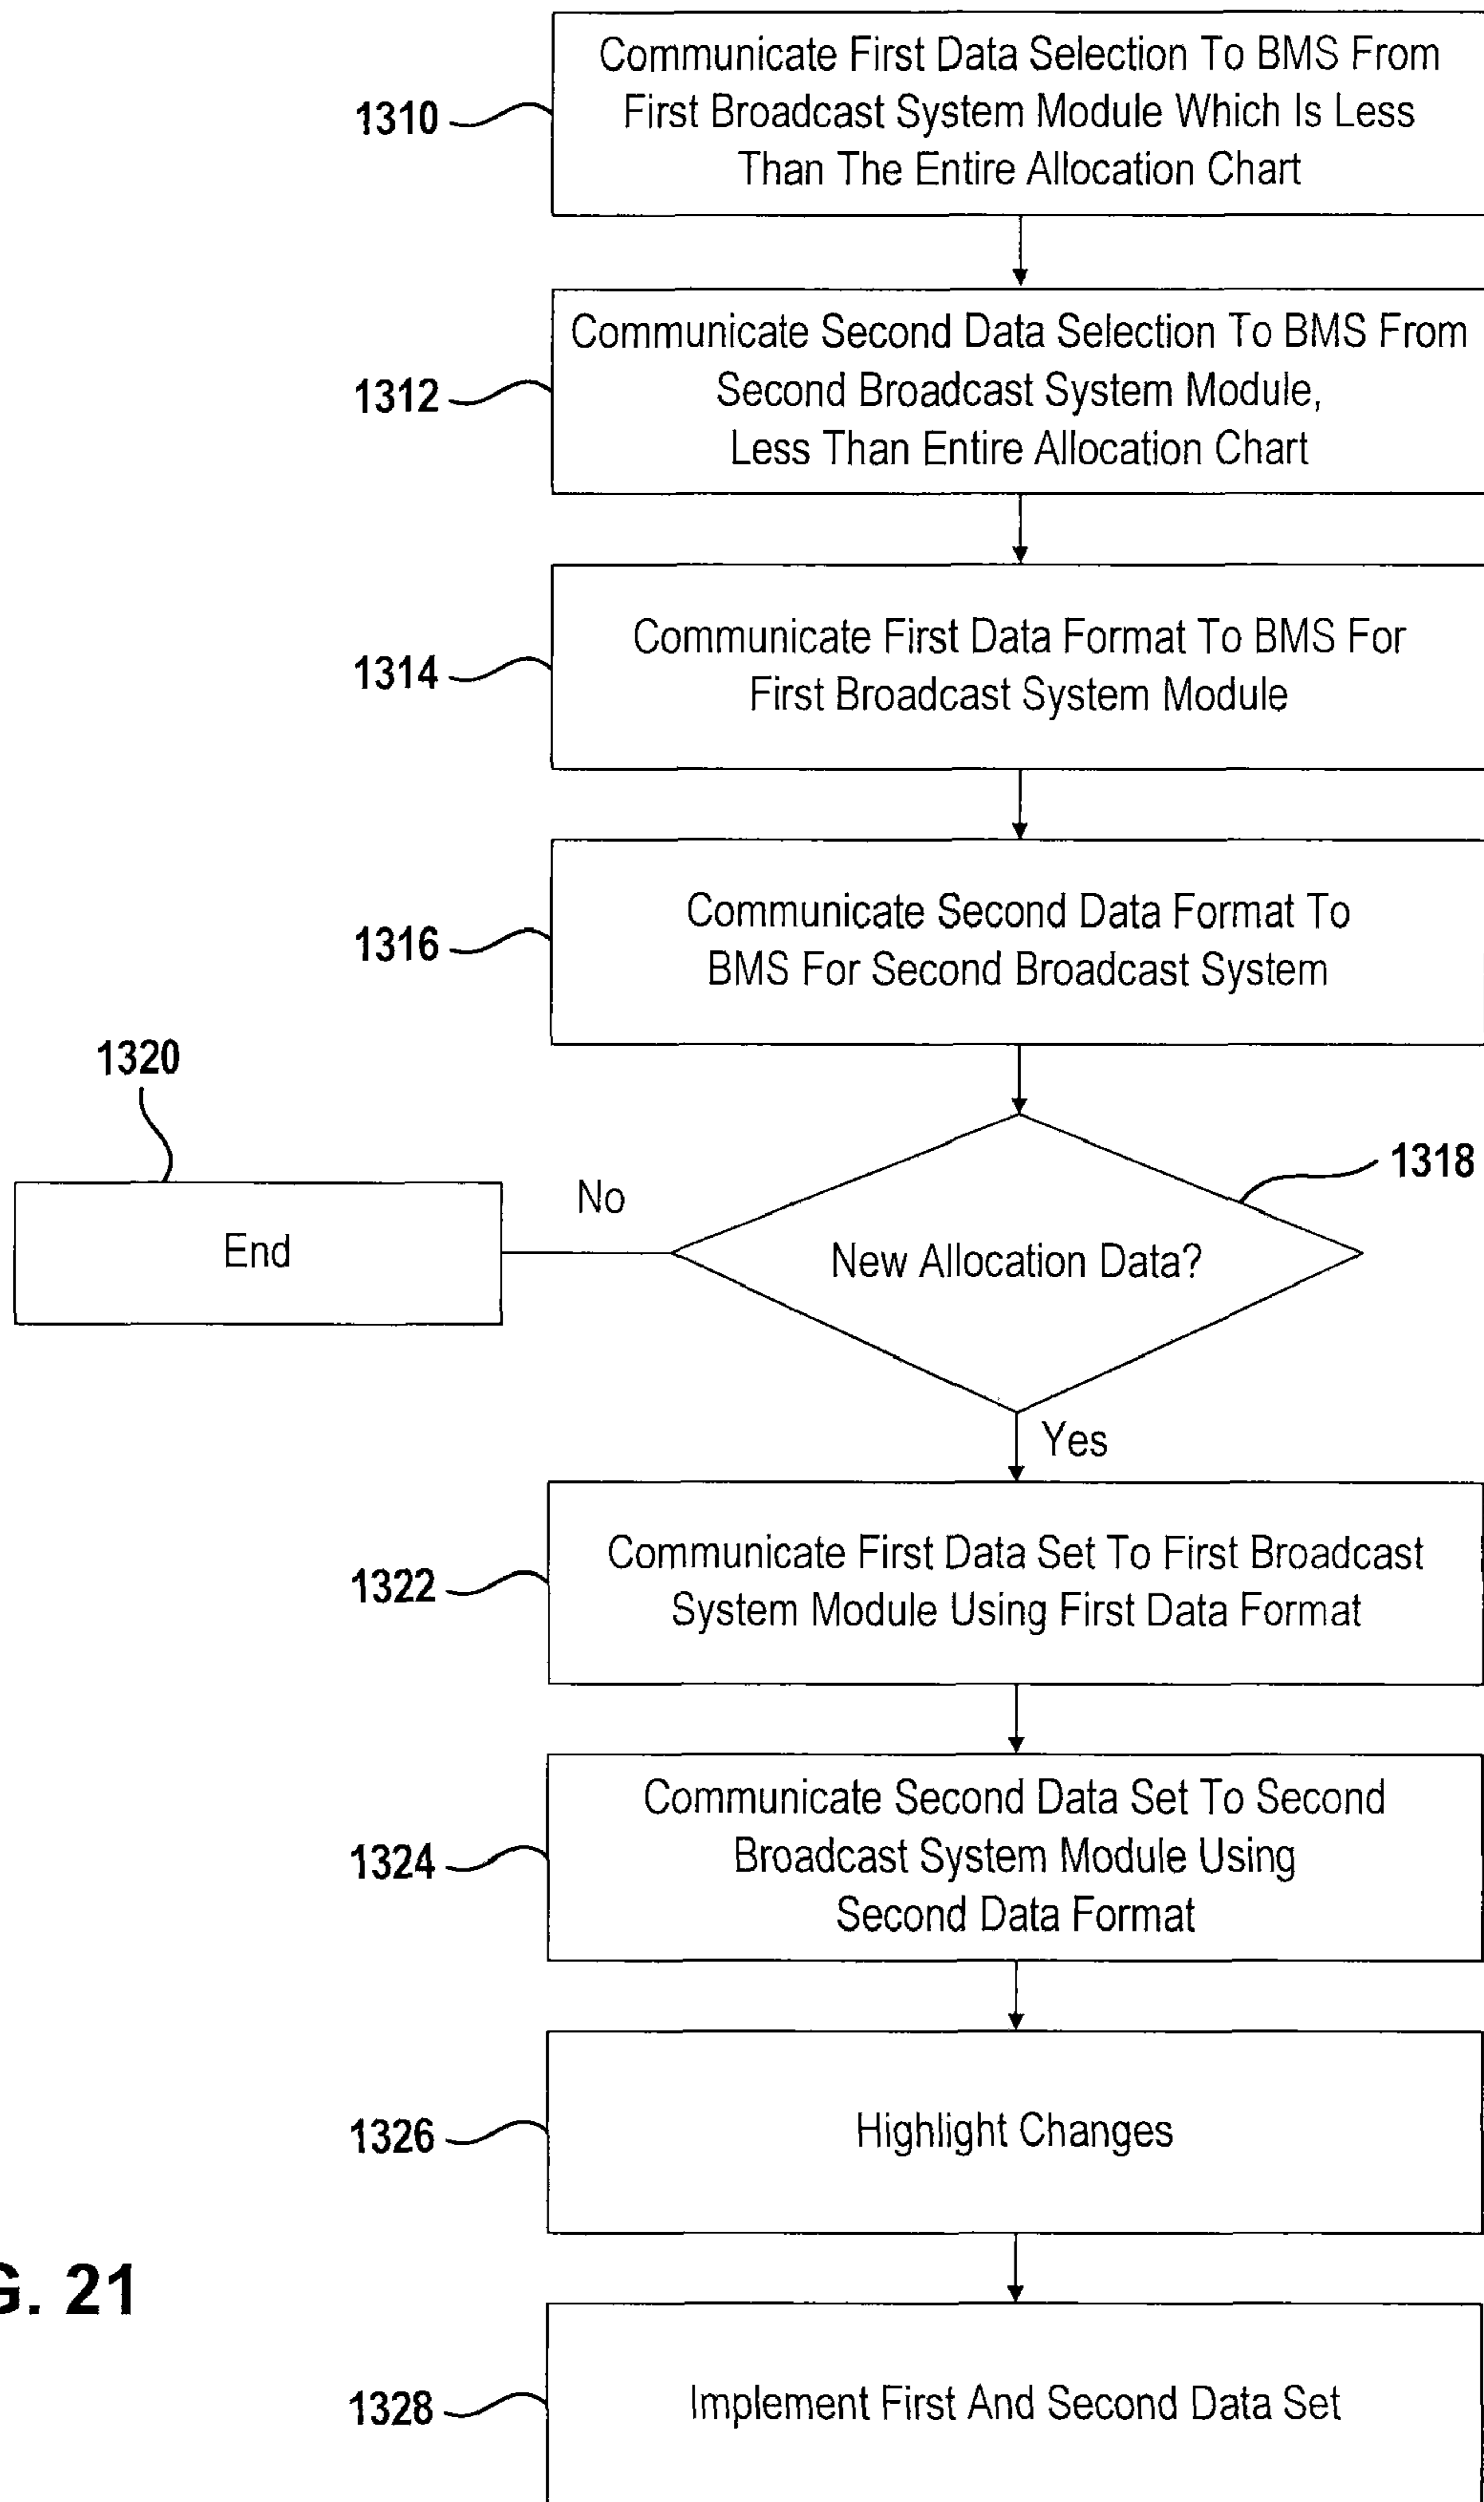 1310
Communicate First Data Selection To BMS From
First Broadcast System Module Which Is Less
Than The Entire Allocation Chart
1312
Communicate Second Data Selection To BMS From
Second Broadcast System Module,
Less Than Entire Allocation Chart
1314
Communicate First Data Format To BMS For
First Broadcast System Module
1316
Communicate Second Data Format To
BMS For Second Broadcast System
1320
End
No
1318
New Allocation Data?
Yes
1322
Communicate First Data Set To First Broadcast
System Module Using First Data Format
1324
Communicate Second Data Set To Second
Broadcast System Module Using
Second Data Format
1326
Highlight Changes
G. 21
1328
Implement First And Second Data Set